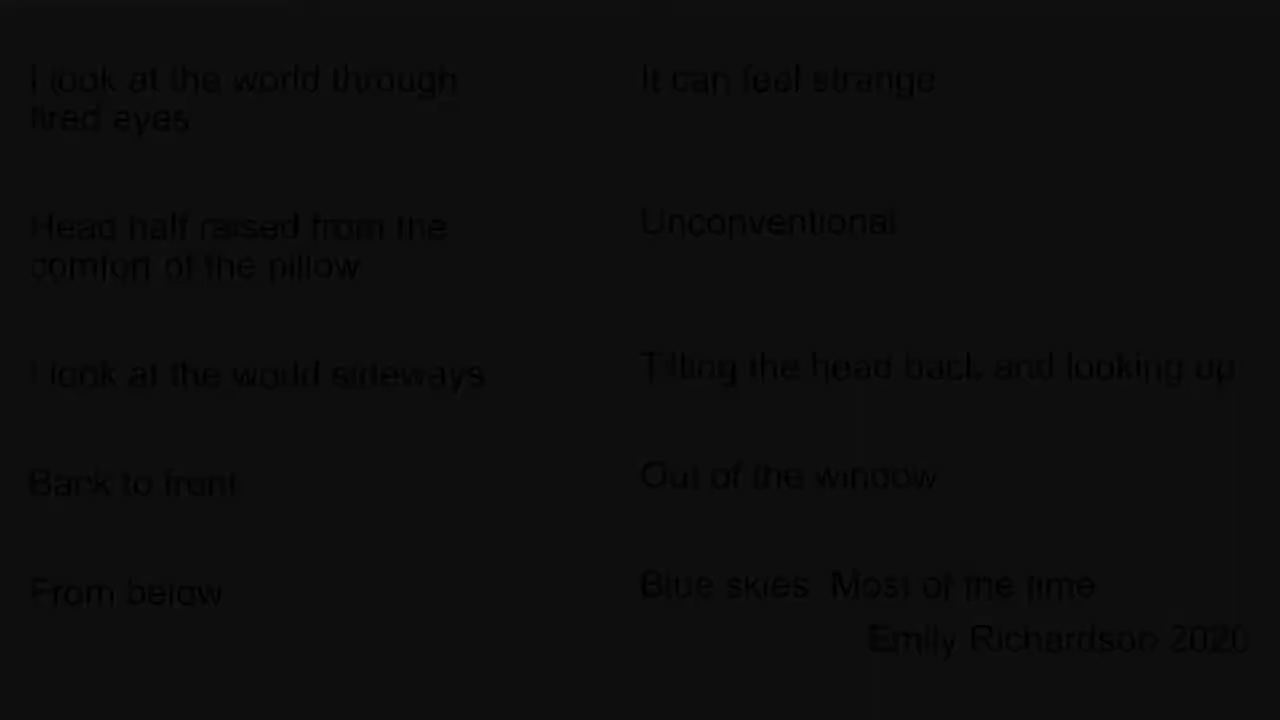 I look at the world through
tired eyes
Head half raised from the
comfort of the pillow
I look at the world sideways
Back to front
From below
It can feel strange
Unconventional
Tilting the head back and looking up
Out of the window
Blue skies. Most of the time
Emily Richardson 2020